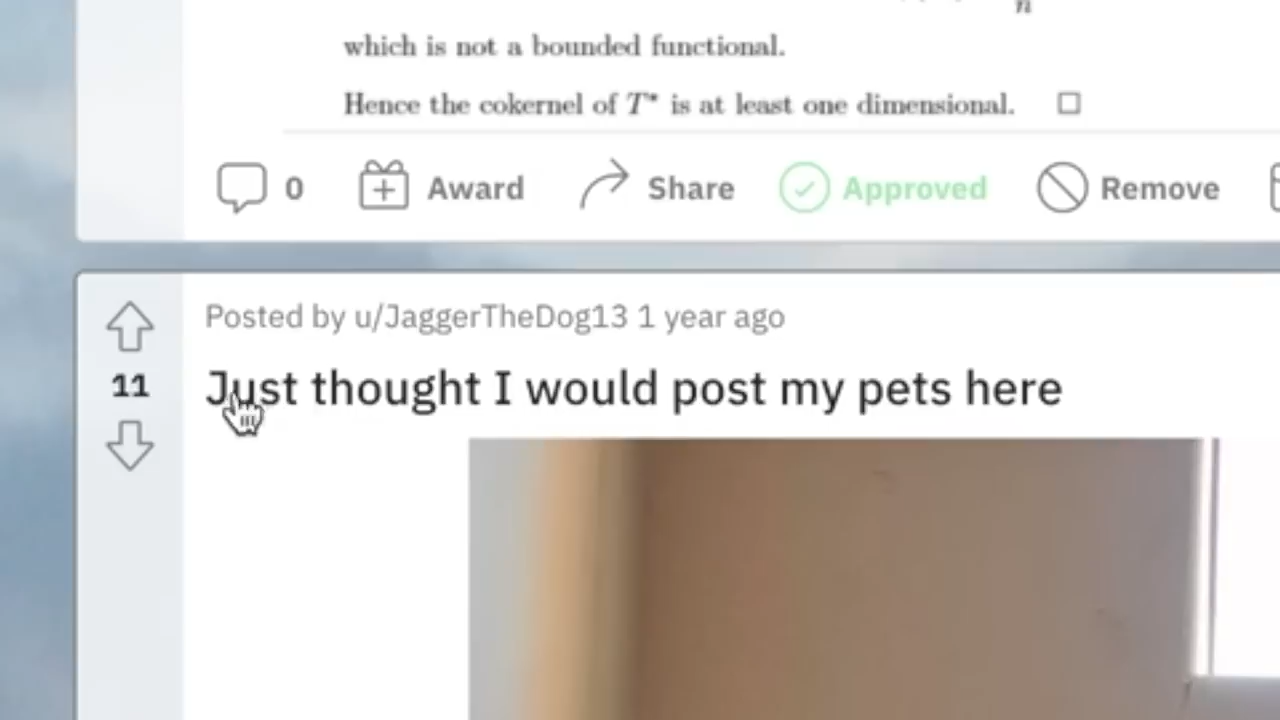 n
which is not a bounded functional.
Hence the cokernel of T* is at least one dimensional. □
0 Award Share Approved Remove
Posted by u/JaggerTheDog13 1 year ago
11
Just thought I would post my pets here